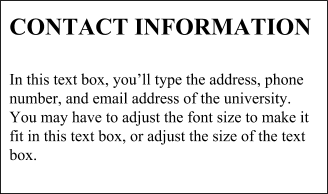 CONTACT INFORMATION
In this text box, you’ll type the address, phone
number, and email address of the university.
You may have to adjust the font size to make it
fit in this text box, or adjust the size of the text
box.